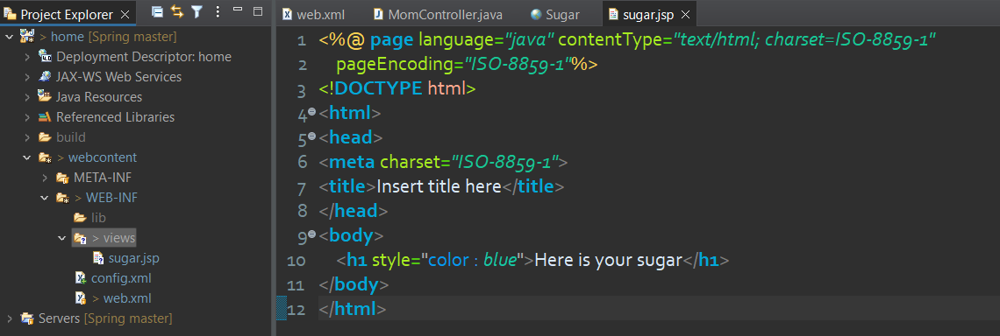 Project Explorer
home [Spring master]
Deployment Descriptor: home
JAX-WS Web Services
Java Resources
Referenced Libraries
build
> webcontent
META-INF
> WEB-INF
lib
> views
sugar.jsp
config.xml
> web.xml
Servers [Spring master]
web.xml
MomController.java
Sugar
sugar.jsp
1 <%@ page language="java" contentType="text/html; charset=ISO-8859-1"
2 pageEncoding="ISO-8859-1"%>
3 <!DOCTYPE html>
4 <html>
5 <head>
6 <meta charset="ISO-8859-1">
7 <title>Insert title here</title>
8 </head>
9 <body>
10 <h1 style="color : blue">Here is your sugar</h1>
11 </body>
12 </html>